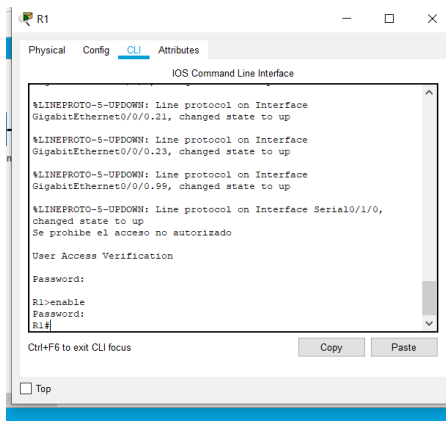 R1
Physical Config CLI Attributes
IOS Command Line Interface
%LINEPROTO-5-UPDOWN: Line protocol on Interface
GigabitEthernet0/0/0.21, changed state to up
%LINEPROTO-5-UPDOWN: Line protocol on Interface
GigabitEthernet0/0/0.23, changed state to up
%LINEPROTO-5-UPDOWN: Line protocol on Interface
GigabitEthernet0/0/0.99, changed state to up
%LINEPROTO-5-UPDOWN: Line protocol on Interface Serial0/1/0,
changed state to up
Se prohibe el acceso no autorizado
User Access Verification
Password:
R1>enable
Password:
R1#
Ctrl+F6 to exit CLI focus
Copy Paste
Top